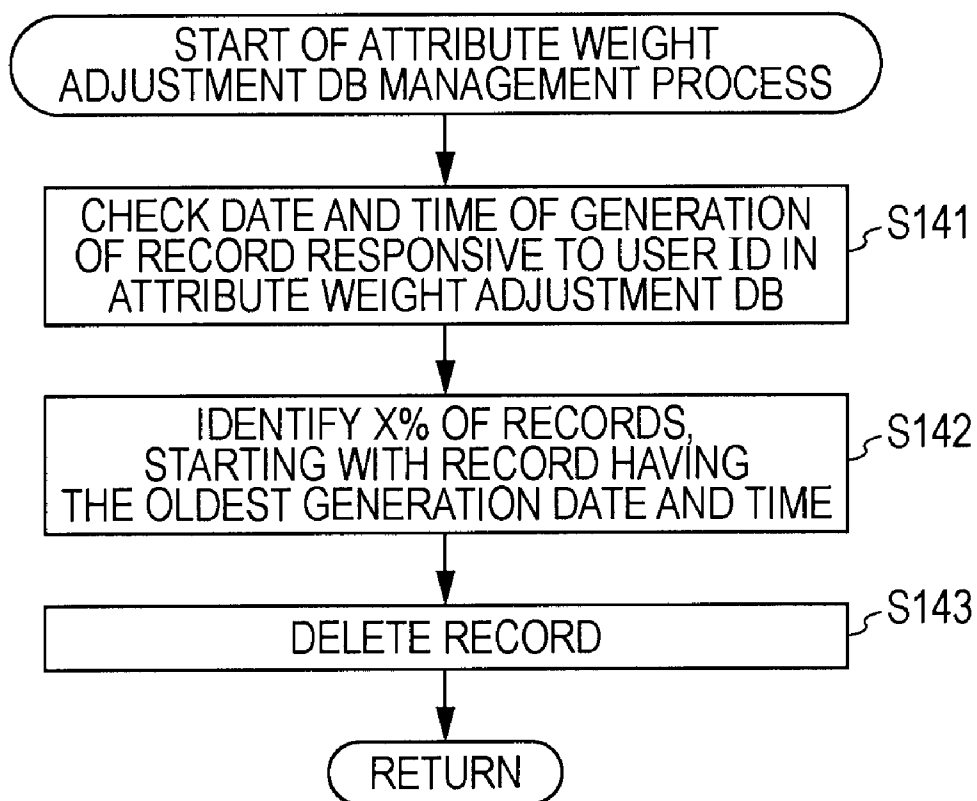 START OF ATTRIBUTE WEIGHT
ADJUSTMENT DB MANAGEMENT PROCESS
CHECK DATE AND TIME OF GENERATION
OF RECORD RESPONSIVE TO USER ID IN
ATTRIBUTE WEIGHT ADJUSTMENT DB
S141
IDENTIFY X% OF RECORDS,
STARTING WITH RECORD HAVING
THE OLDEST GENERATION DATE AND TIME
S142
DELETE RECORD
S143
RETURN